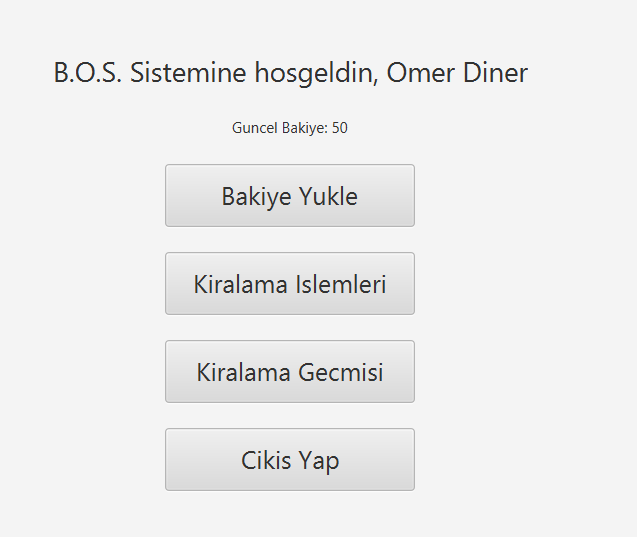 B.O.S. Sistemine hosgeldin, Omer Diner
Guncel Bakiye: 50
Bakiye Yukle
Kiralama Islemleri
Kiralama Gecmisi
Cikis Yap